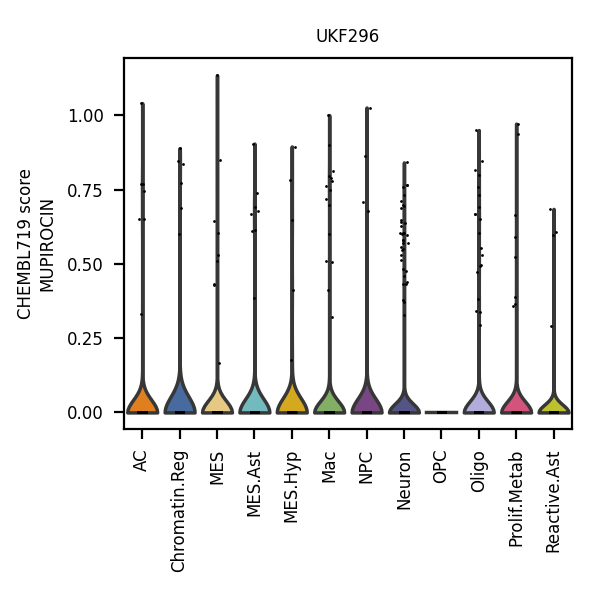 UKF296
CHEMBL719 score
MUPIROCIN
1.00
0.75
0.50
0.25
0.00
AC
Chromatin.Reg
MES
MES.Ast
MES.Hyp
Mac
NPC
Neuron
OPC
Oligo
Prolif.Metab
Reactive.Ast